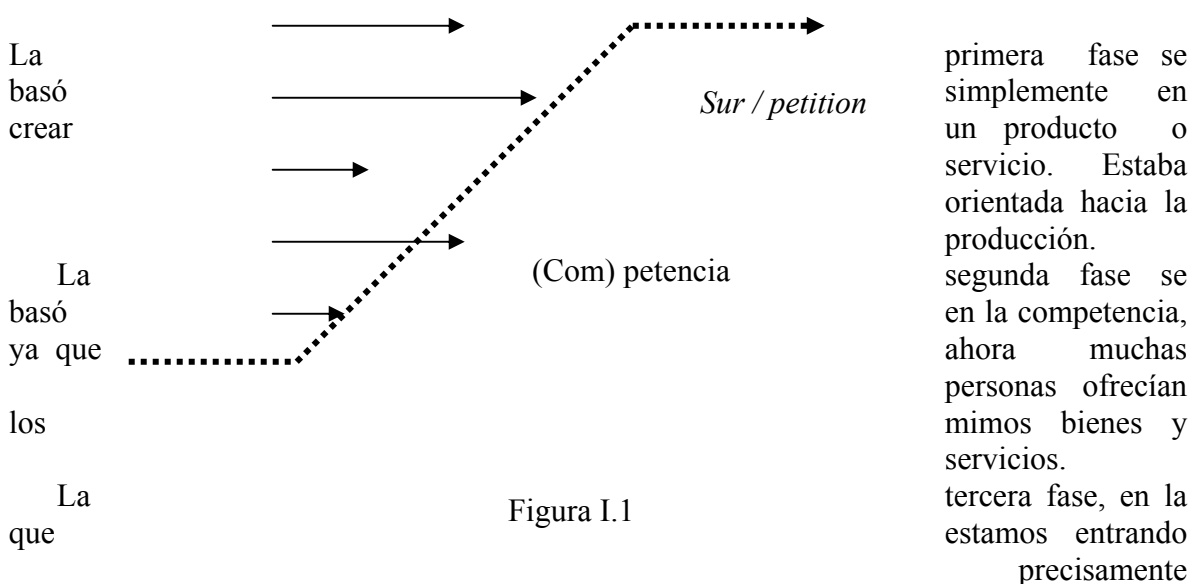 La primera fase se
basó simplemente en
crear un producto o
servicio. Estaba
orientada hacia la
producción.
La segunda fase se
basó en la competencia,
ya que ahora muchas
personas ofrecían
los mimos bienes y
servicios.
La tercera fase, en la
que estamos entrando
precisamente
Sur / petition
(Com) petencia
Figura I.1